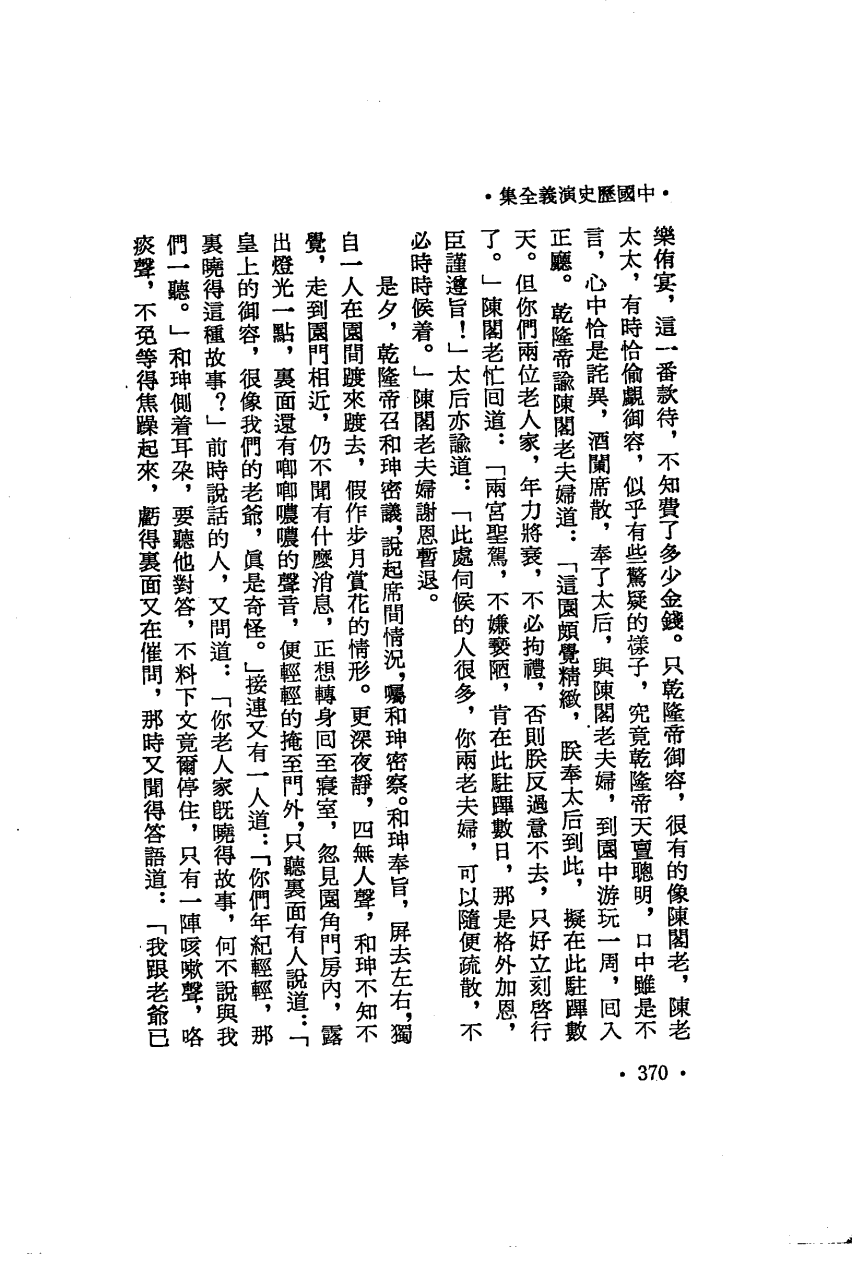 ·中國歷史演義全集·
樂侑宴，這一番款待，不知費了多少金錢。只乾隆帝御容，很有的像陳閣老，陳老
太太，有時恰偷覷御容，似乎有些驚疑的樣子，究竟乾隆帝天亶聰明，口中雖是不
言，心中恰是詫異，酒闌席散，奉了太后，與陳閣老夫婦，到園中游玩一周，回入
正廳。乾隆帝諭陳閣老夫婦道：「這園頗覺精緻，朕奉太后到此，擬在此駐蹕數
天。但你們兩位老人家，年力將衰，不必拘禮，否則朕反過意不去，只好立刻啓行
了。」陳閣老忙回道：「兩宮聖駕，不嫌褻陋，肯在此駐蹕數日，那是格外加恩，
臣謹遵旨！」太后亦諭道：「此處伺候的人很多，你兩老夫婦，可以隨便疏散，不
必時時候着。」陳閣老夫婦謝恩暫退。
是夕，乾隆帝召和珅密議，說起席間情況，囑和珅密察。和珅奉旨，屏去左右，獨
自一人在園間踱來踱去，假作步月賞花的情形。更深夜靜，四無人聲，和珅不知不
覺，走到園門相近，仍不聞有什麼消息，正想轉身回至寢室，忽見園角門房內，露
出燈光一點，裏面還有唧唧噥噥的聲音，便輕輕的掩至門外，只聽裏面有人說道：「
皇上的御容，很像我們的老爺，眞是奇怪。」接連又有一人道：「你們年紀輕輕，那
裏曉得這種故事？」前時說話的人，又問道：「你老人家旣曉得故事，何不說與我
們一聽。」和珅側着耳朶，要聽他對答，不料下文竟爾停住，只有一陣咳嗽聲，咯
痰聲，不免等得焦躁起來，虧得裏面又在催問，那時又聞得答語道：「我跟老爺已
·370·